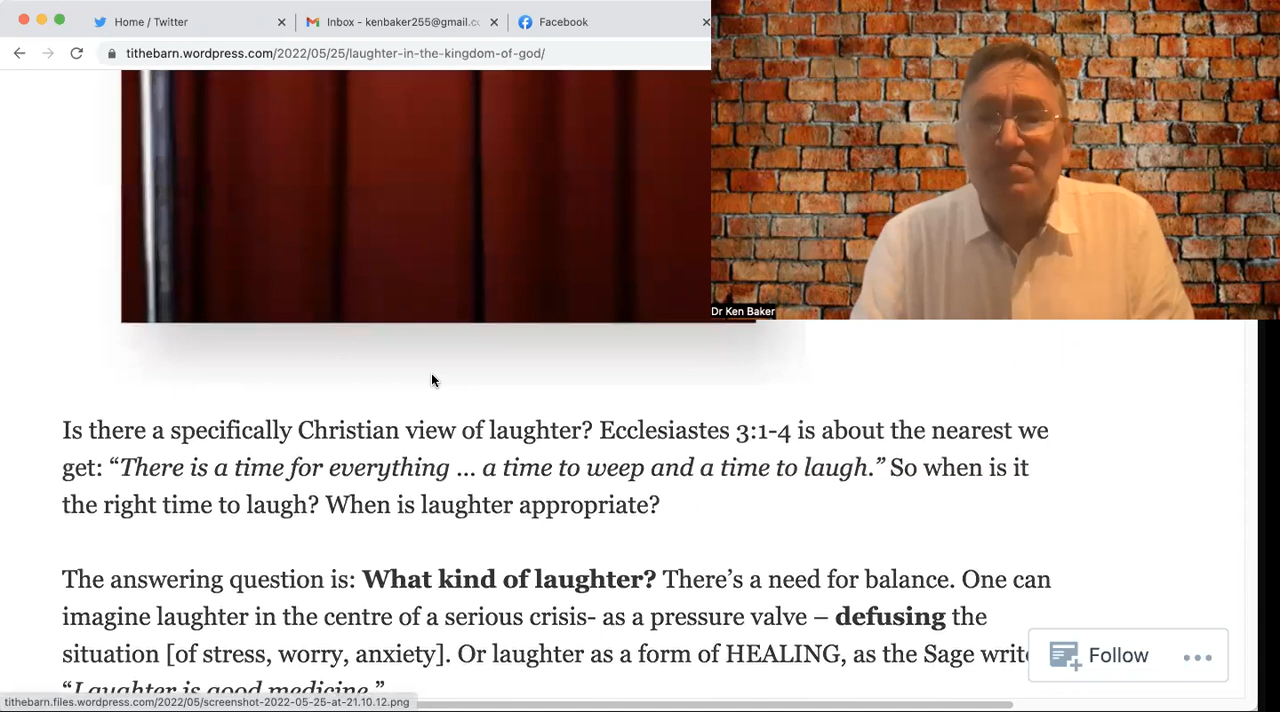 Home / Twitter
Inbox - kenbaker255@gmail.c
Facebook
tithebarn.wordpress.com/2022/05/25/laughter-in-the-kingdom-of-god/
Dr Ken Baker
Is there a specifically Christian view of laughter? Ecclesiastes 3:1-4 is about the nearest we
get: “There is a time for everything … a time to weep and a time to laugh.” So when is it
the right time to laugh? When is laughter appropriate?
The answering question is: What kind of laughter? There’s a need for balance. One can
imagine laughter in the centre of a serious crisis- as a pressure valve – defusing the
situation [of stress, worry, anxiety]. Or laughter as a form of HEALING, as the Sage write
Follow
“Laughter is good medicine.”
tithebarn.files.wordpress.com/2022/05/screenshot-2022-05-25-at-21.10.12.png